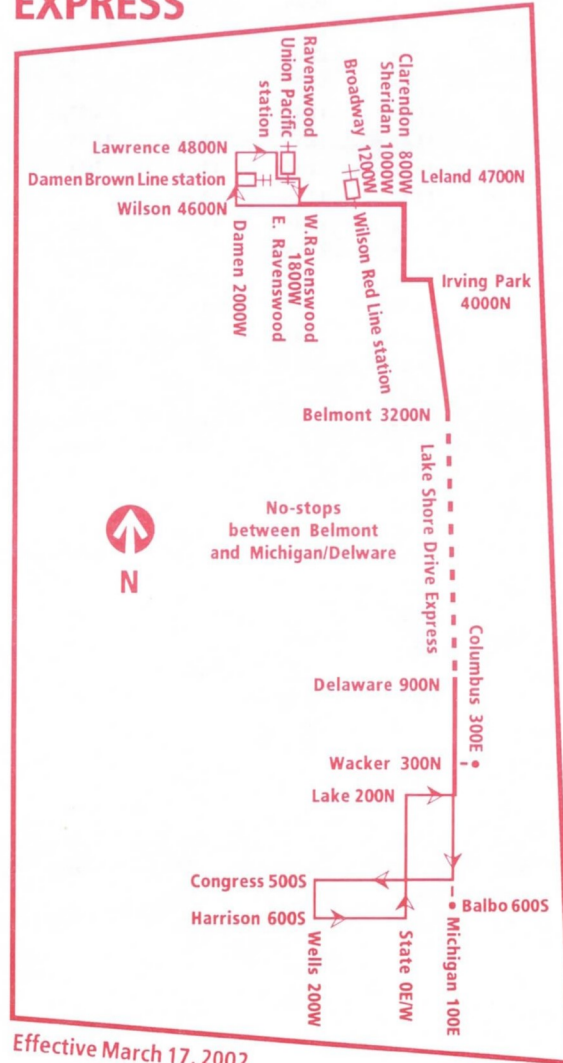 EXPRESS
Ravenswood
Union Pacific
station
Clarendon 800W
Sheridan 1000W
Broadway 1200W
Lawrence 4800N
Leland 4700N
Damen Brown Line station
Wilson 4600N
Damen 2000W
E. Ravenswood
W.Ravenswood
1800W
Wilson Red Line station
Irving Park
4000N
Belmont 3200N
Lake Shore Drive Express
No-stops
between Belmont
and Michigan/Delware
N
Columbus 300E
Delaware 900N
Wacker 300N
Lake 200N
Congress 500S
Balbo 600S
Harrison 600S
Wells 200W
State 0E/W
Michigan 100E
Effective March 17, 2002